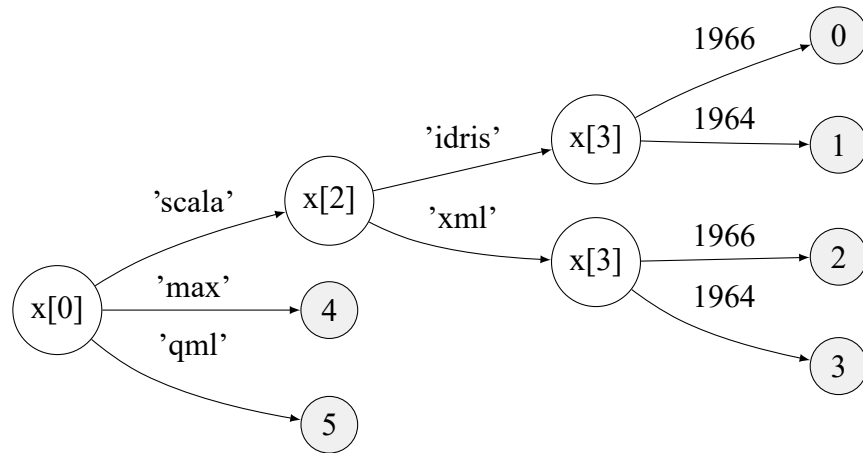 1966
0
1964
1
’idris’
x[3]
’scala’
x[2]
’xml’
x[3]
1966
2
1964
3
x[0]
’max’
4
’qml’
5